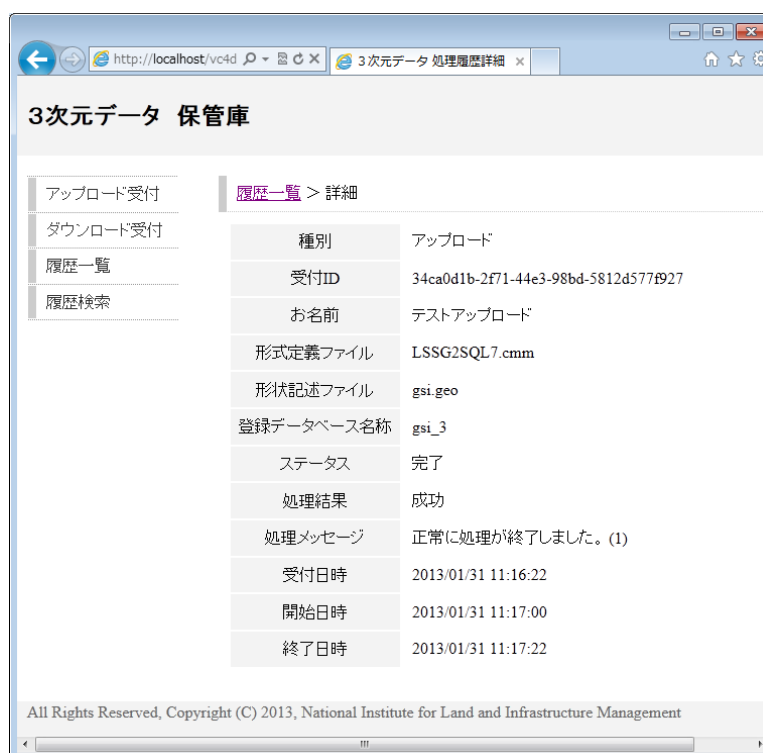 http://localhost/vc4d
3次元データ 処理履歴詳細
3次元データ 保管庫
アップロード受付
ダウンロード受付
履歴一覧
履歴検索
履歴一覧 > 詳細
種別 アップロード
受付ID 34ca0d1b-2f71-44e3-98bd-5812d577f927
お名前 テストアップロード
形式定義ファイル LSSG2SQL7.cmm
形状記述ファイル gsi.geo
登録データベース名称 gsi_3
ステータス 完了
処理結果 成功
処理メッセージ 正常に処理が終了しました。(1)
受付日時 2013/01/31 11:16:22
開始日時 2013/01/31 11:17:00
終了日時 2013/01/31 11:17:22
All Rights Reserved, Copyright (C) 2013, National Institute for Land and Infrastructure Management